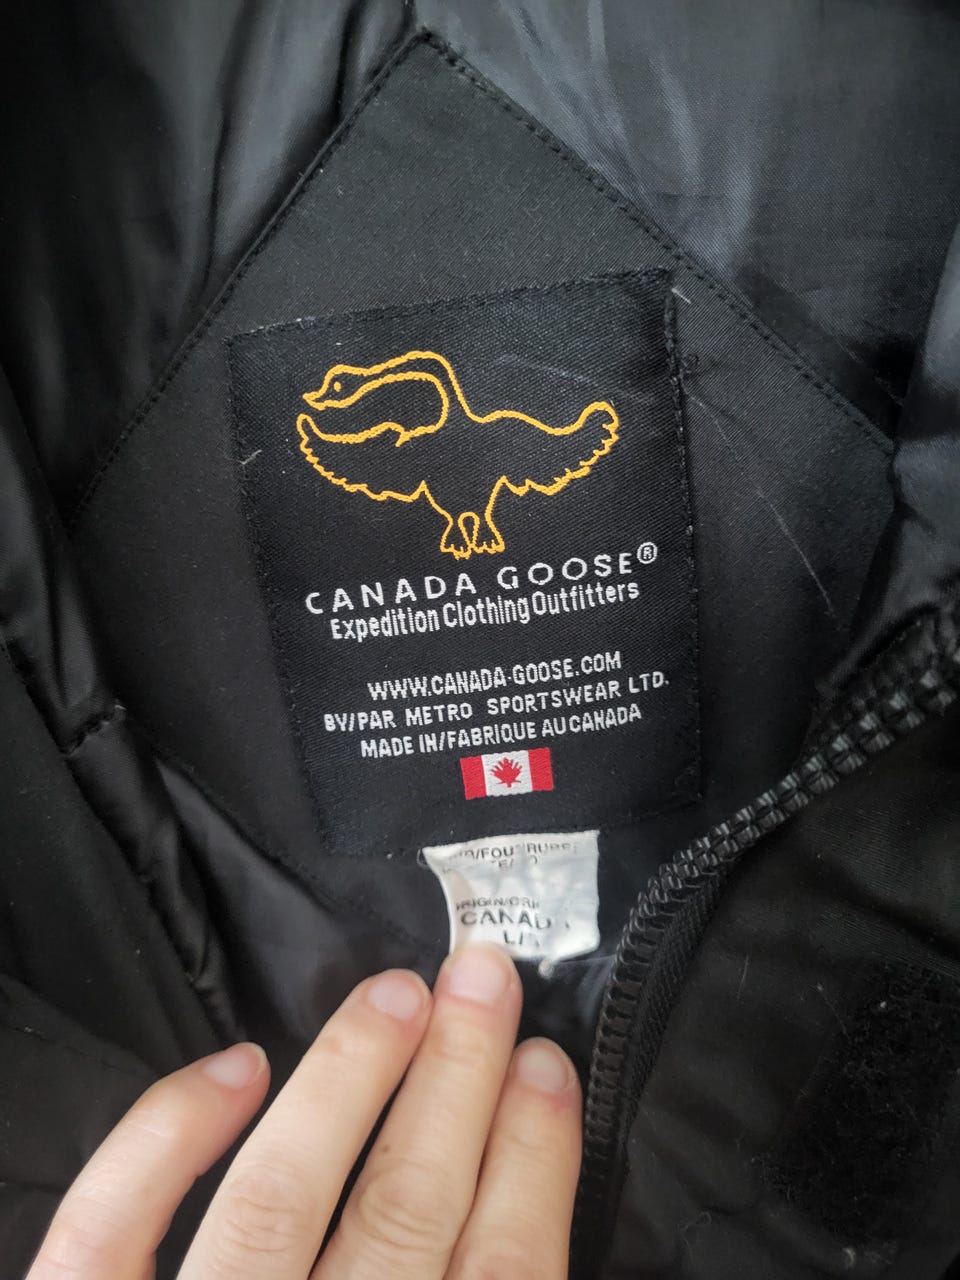 CANADA GOOSE®
Expedition Clothing Outfitters
WWW.CANADA-GOOSE.COM
BY/PAR METRO SPORTSWEAR LTD.
MADE IN/FABRIQUE AU CANADA
CANAD